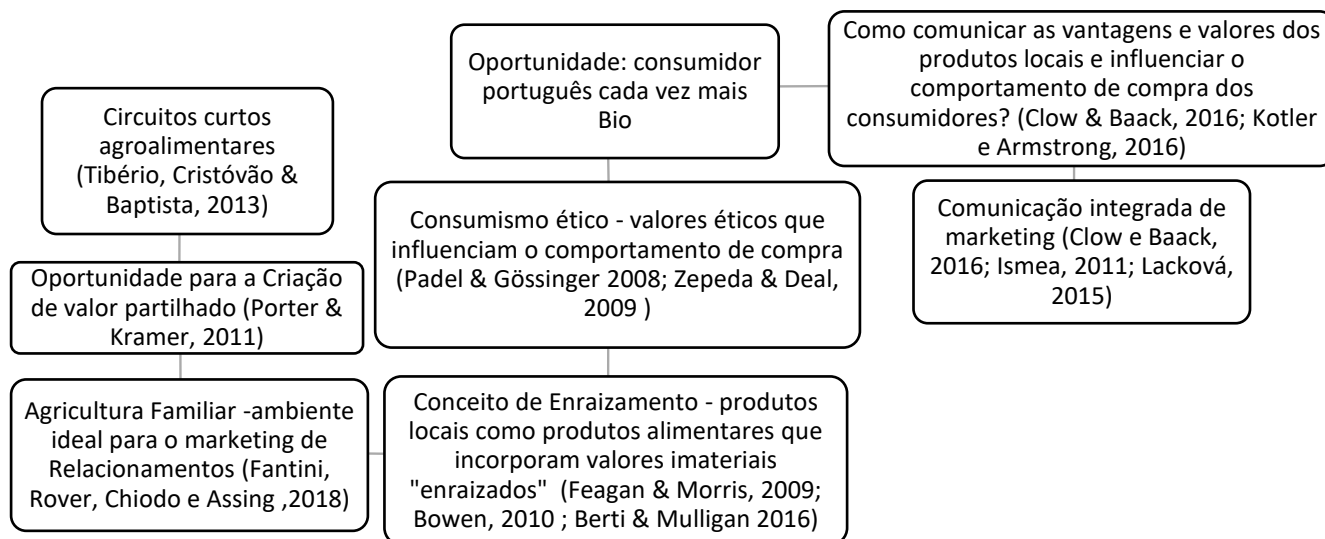 Circuitos curtos
agroalimentares
(Tibério, Cristóvão &
Baptista, 2013)
Oportunidade para a Criação
de valor partilhado (Porter &
Kramer, 2011)
Agricultura Familiar -ambiente
ideal para o marketing de
Relacionamentos (Fantini,
Rover, Chiodo e Assing ,2018)
Conceito de Enraizamento - produtos
locais como produtos alimentares que
incorporam valores imateriais
"enraizados"  (Feagan & Morris, 2009;
Bowen, 2010 ; Berti & Mulligan 2016)
Consumismo ético - valores éticos que
influenciam o comportamento de compra
(Padel & Gössinger 2008; Zepeda & Deal,
2009 )
Oportunidade: consumidor
português cada vez mais
Bio
Como comunicar as vantagens e valores dos
produtos locais e influenciar o
comportamento de compra dos
consumidores? (Clow & Baack, 2016; Kotler
e Armstrong, 2016)
Comunicação integrada de
marketing (Clow e Baack,
2016; Ismea, 2011; Lacková,
2015)